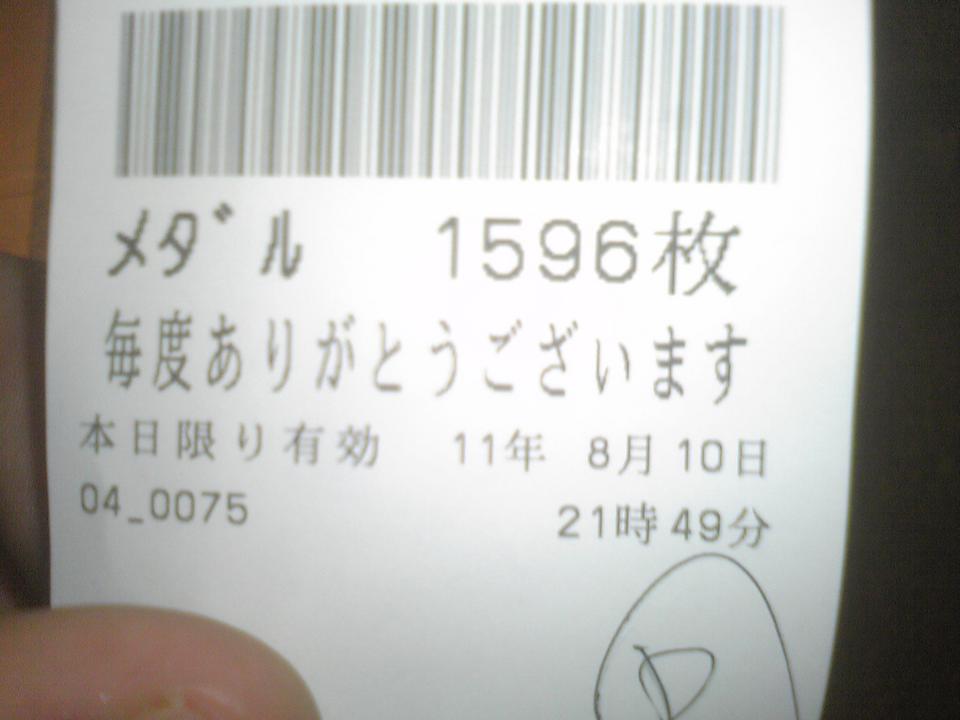 メダル 1596枚
毎度ありがとうございます
本日限り有効 11年 8月10日
04_0075 21時49分